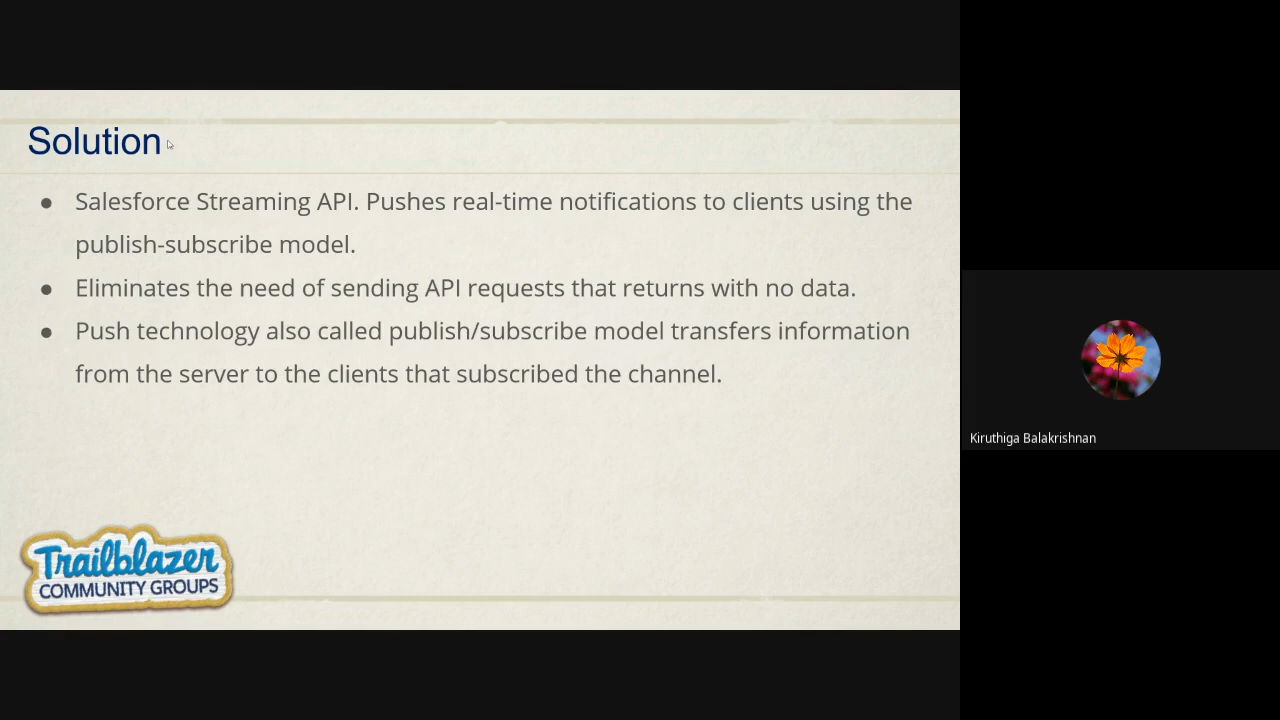 Solution
● Salesforce Streaming API. Pushes real-time notifications to clients using the
publish-subscribe model.
● Eliminates the need of sending API requests that returns with no data.
● Push technology also called publish/subscribe model transfers information
from the server to the clients that subscribed the channel.
Trailblazer
COMMUNITY GROUPS
Kiruthiga Balakrishnan